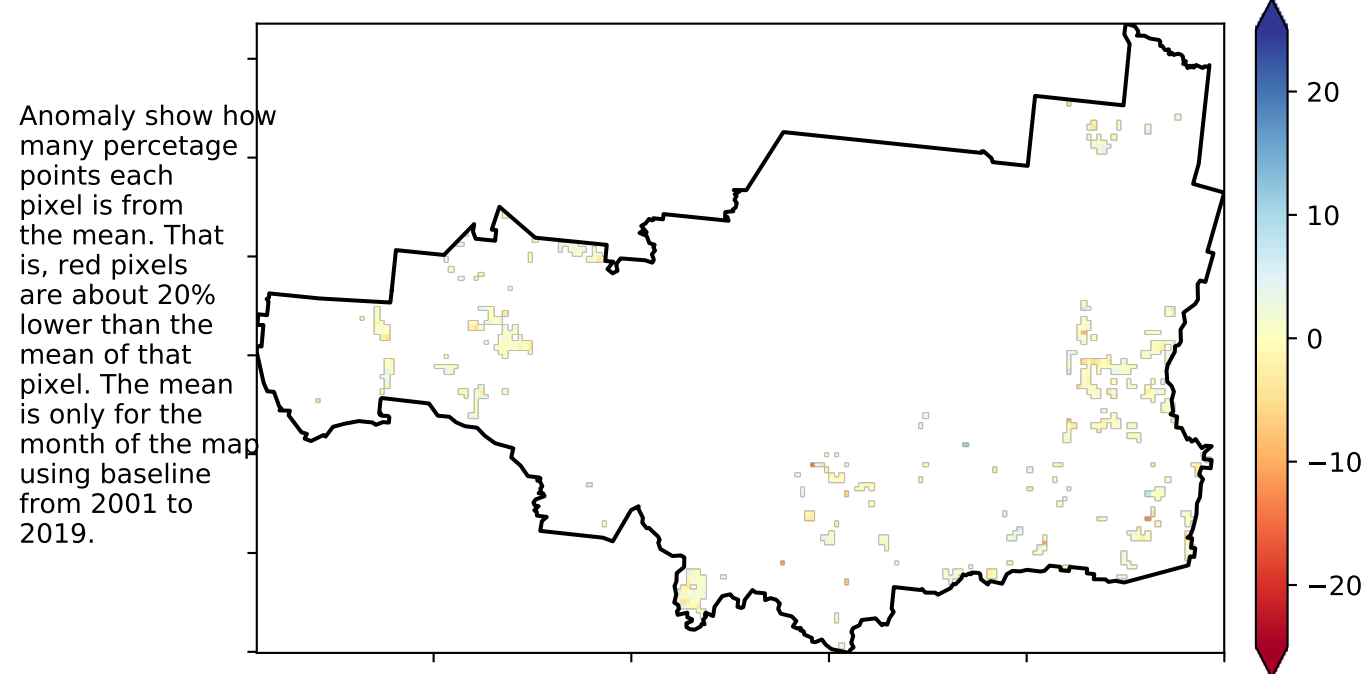 Anomaly show how
many percetage
points each
pixel is from
the mean. That
is, red pixels
are about 20%
lower than the
mean of that
pixel. The mean
is only for the
month of the map
using baseline
from 2001 to
2019.
20
10
0
−10
−20